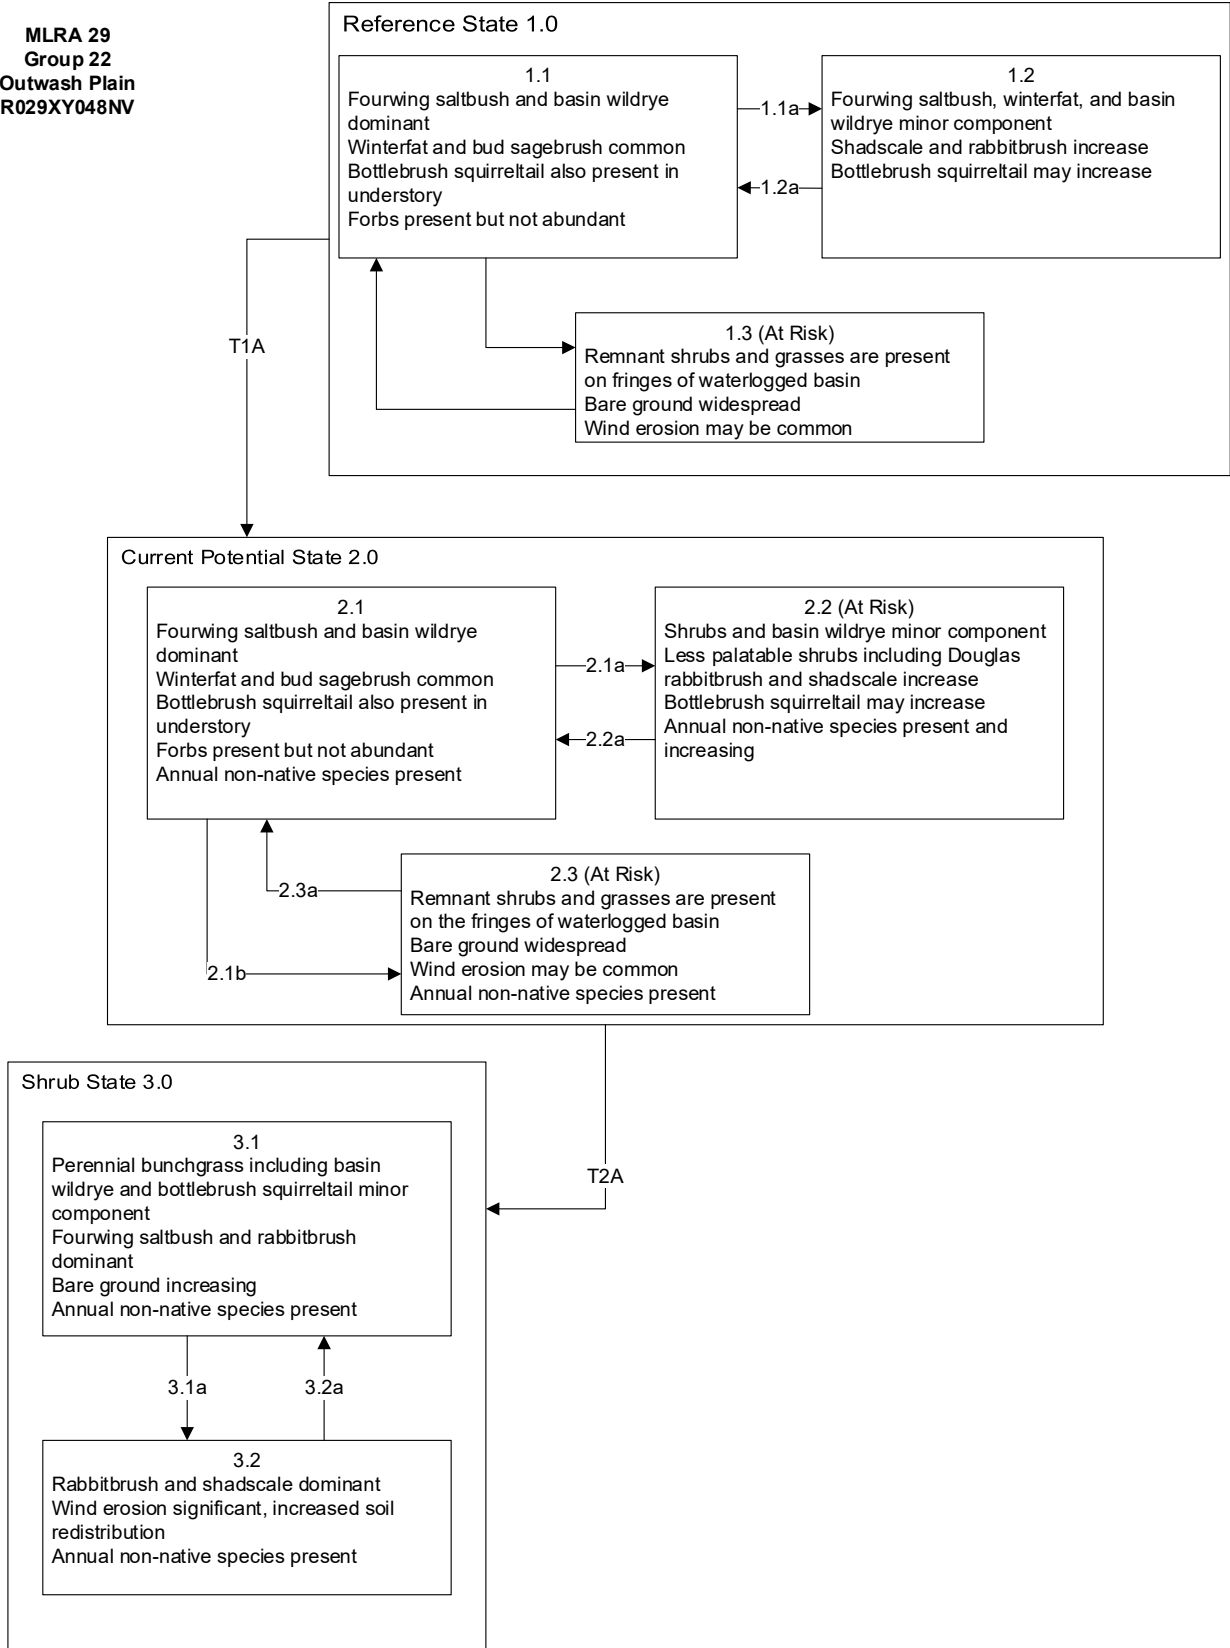 MLRA 29
Group 22
Outwash Plain
R029XY048NV
Reference State 1.0
1.1
Fourwing saltbush and basin wildrye
dominant
Winterfat and bud sagebrush common
Bottlebrush squirreltail also present in
understory
Forbs present but not abundant
1.1a
1.2a
1.2
Fourwing saltbush, winterfat, and basin
wildrye minor component
Shadscale and rabbitbrush increase
Bottlebrush squirreltail may increase
1.3 (At Risk)
Remnant shrubs and grasses are present
on fringes of waterlogged basin
Bare ground widespread
Wind erosion may be common
T1A
Current Potential State 2.0
2.1
Fourwing saltbush and basin wildrye
dominant
Winterfat and bud sagebrush common
Bottlebrush squirreltail also present in
understory
Forbs present but not abundant
Annual non-native species present
2.1a
2.2a
2.2 (At Risk)
Shrubs and basin wildrye minor component
Less palatable shrubs including Douglas
rabbitbrush and shadscale increase
Bottlebrush squirreltail may increase
Annual non-native species present and
increasing
2.3a
2.1b
2.3 (At Risk)
Remnant shrubs and grasses are present
on the fringes of waterlogged basin
Bare ground widespread
Wind erosion may be common
Annual non-native species present
T2A
Shrub State 3.0
3.1
Perennial bunchgrass including basin
wildrye and bottlebrush squirreltail minor
component
Fourwing saltbush and rabbitbrush
dominant
Bare ground increasing
Annual non-native species present
3.1a
3.2a
3.2
Rabbitbrush and shadscale dominant
Wind erosion significant, increased soil
redistribution
Annual non-native species present